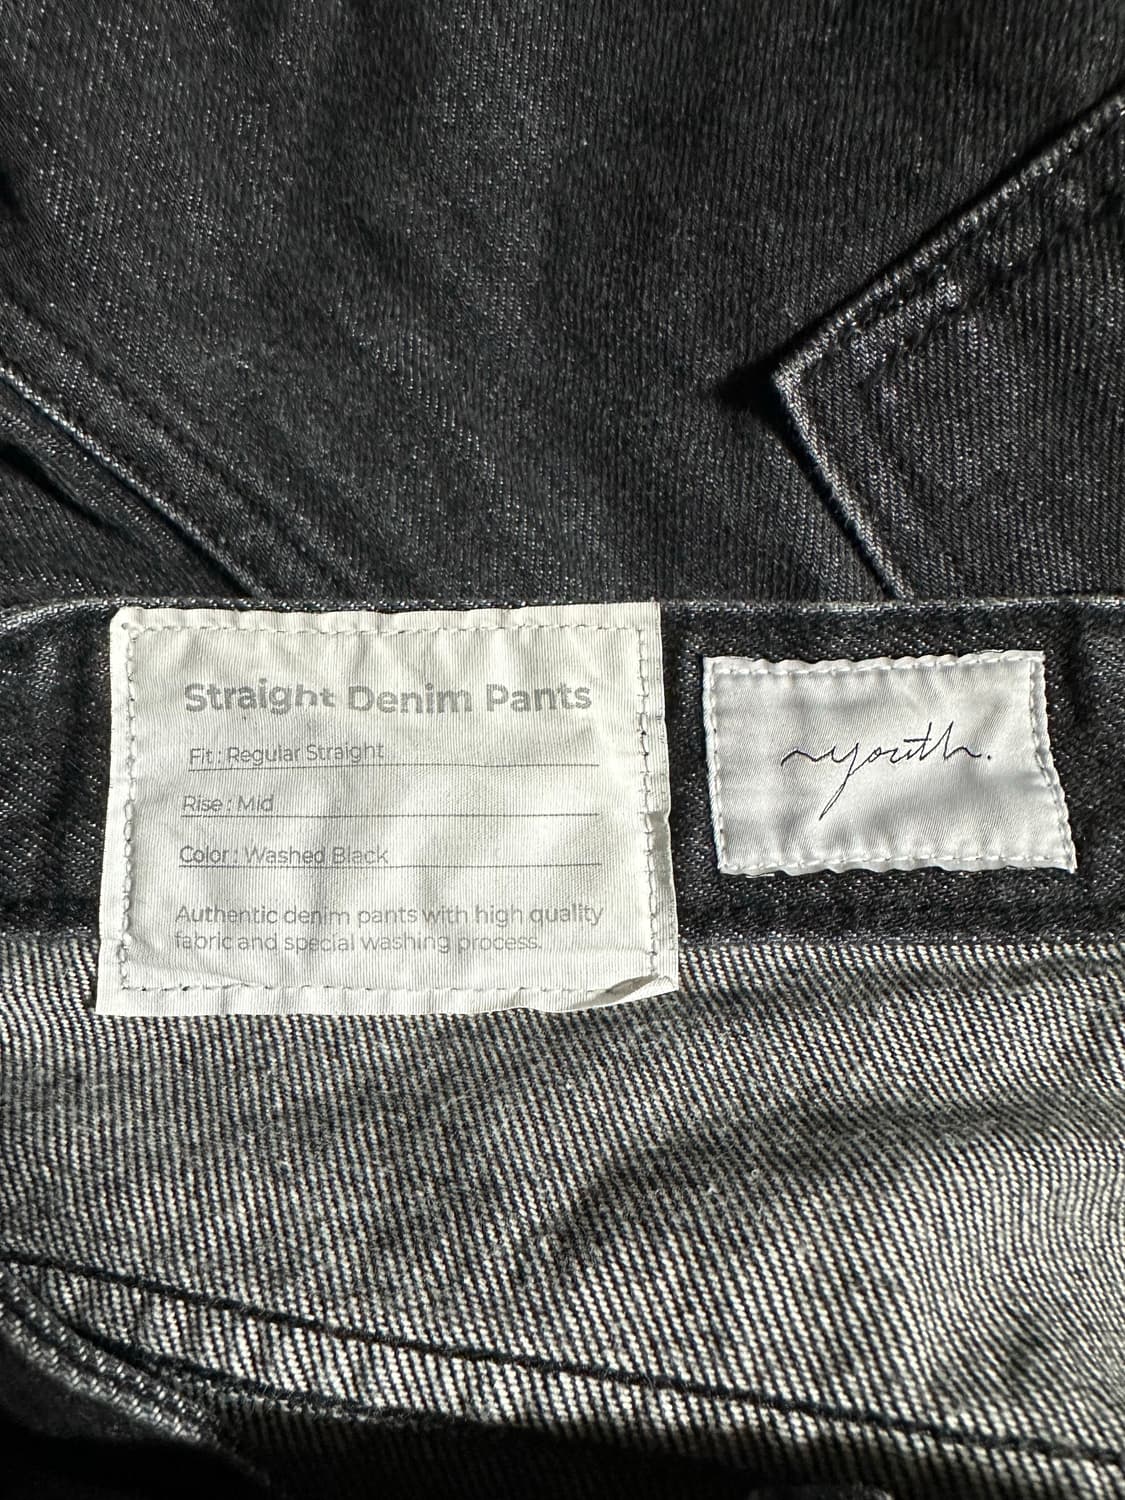 Straight Denim Pants
Fit : Regular Straight
Rise : Mid
Color : Washed Black
Authentic denim pants with high quality
fabric and special washing process.
youth.